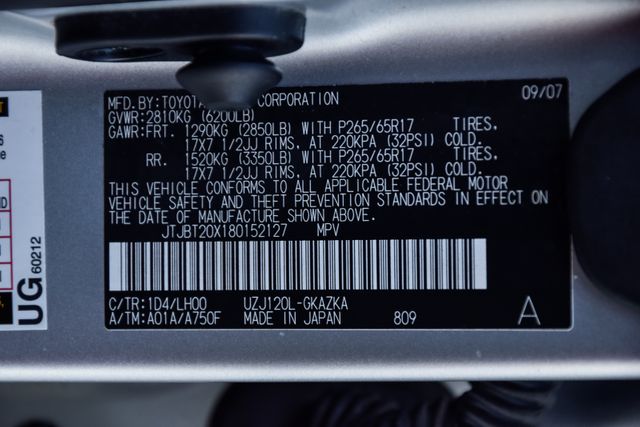 MFD. BY: TOYOTA CORPORATION 09/07
GVWR: 2810KG (6200LB)
GAWR: FRT. 1290KG (2850LB) WITH P265/65R17 TIRES,
17X7 1/2JJ RIMS, AT 220KPA (32PSI) COLD.
RR. 1520KG (3350LB) WITH P265/65R17 TIRES,
17X7 1/2JJ RIMS, AT 220KPA (32PSI) COLD.
THIS VEHICLE CONFORMS TO ALL APPLICABLE FEDERAL MOTOR
VEHICLE SAFETY AND THEFT PREVENTION STANDARDS IN EFFECT ON
THE DATE OF MANUFACTURE SHOWN ABOVE.
JTJBT20X180152127 MPV
C/TR: 1D4/LH00 UZJ120L-GKAZKA
A/TM: A01A/A750F MADE IN JAPAN 809 A
UG 60212